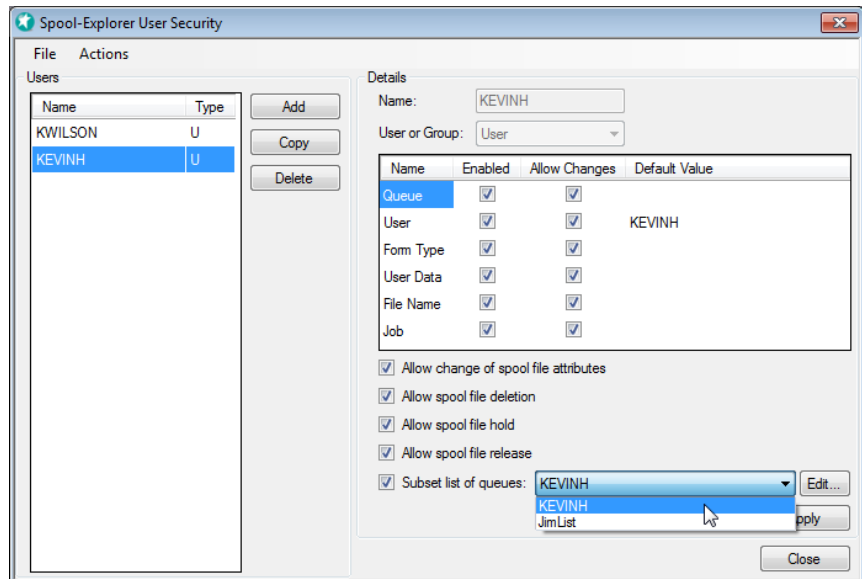 Spool-Explorer User Security
File Actions
Users
Name Type
KWILSON U
KEVINH U
Add
Copy
Delete
Details
Name: KEVINH
User or Group: User
Name Enabled Allow Changes Default Value
Queue
User KEVINH
Form Type
User Data
File Name
Job
Allow change of spool file attributes
Allow spool file deletion
Allow spool file hold
Allow spool file release
Subset list of queues: KEVINH Edit...
KEVINH
JimList
pply
Close